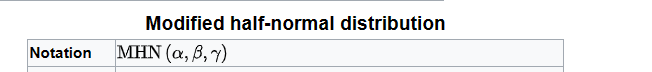 Modified half-normal distribution
Notation MHN (α, β, γ)